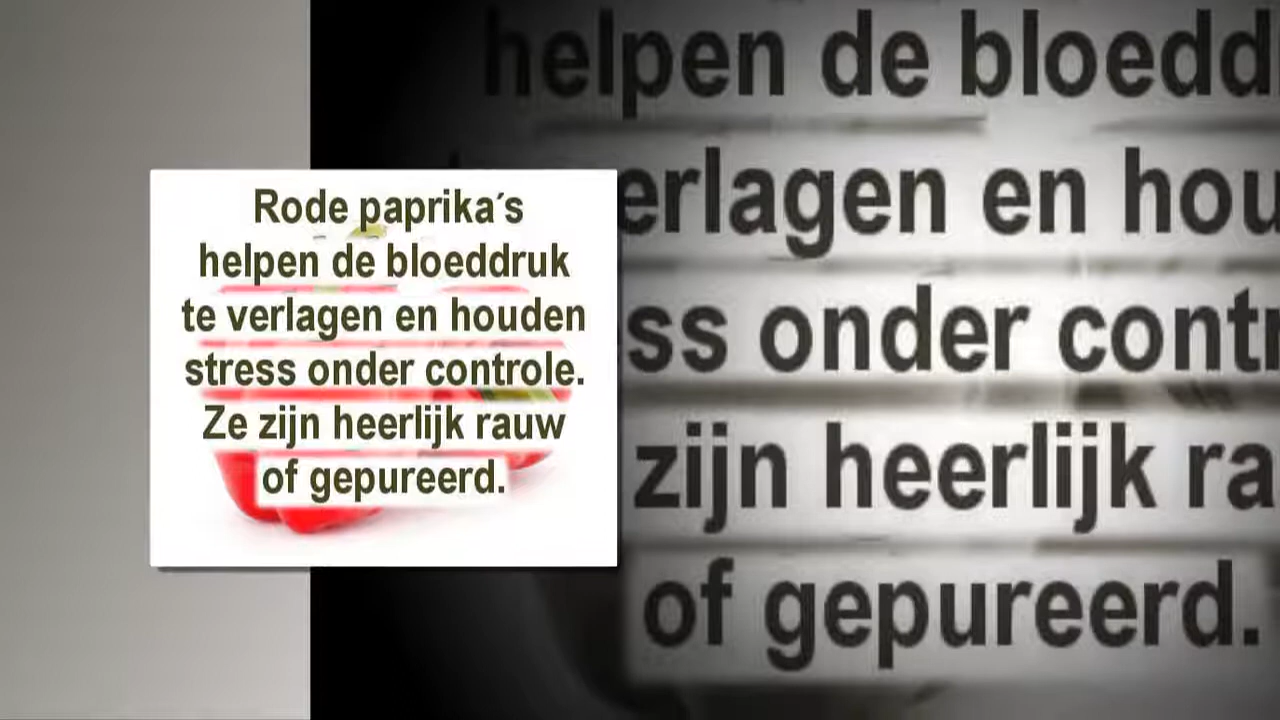 Rode paprika´s
helpen de bloeddruk
te verlagen en houden
stress onder controle.
Ze zijn heerlijk rauw
of gepureerd.
helpen de bloedd
erlagen en hou
ss onder contr
zijn heerlijk ra
of gepureerd.